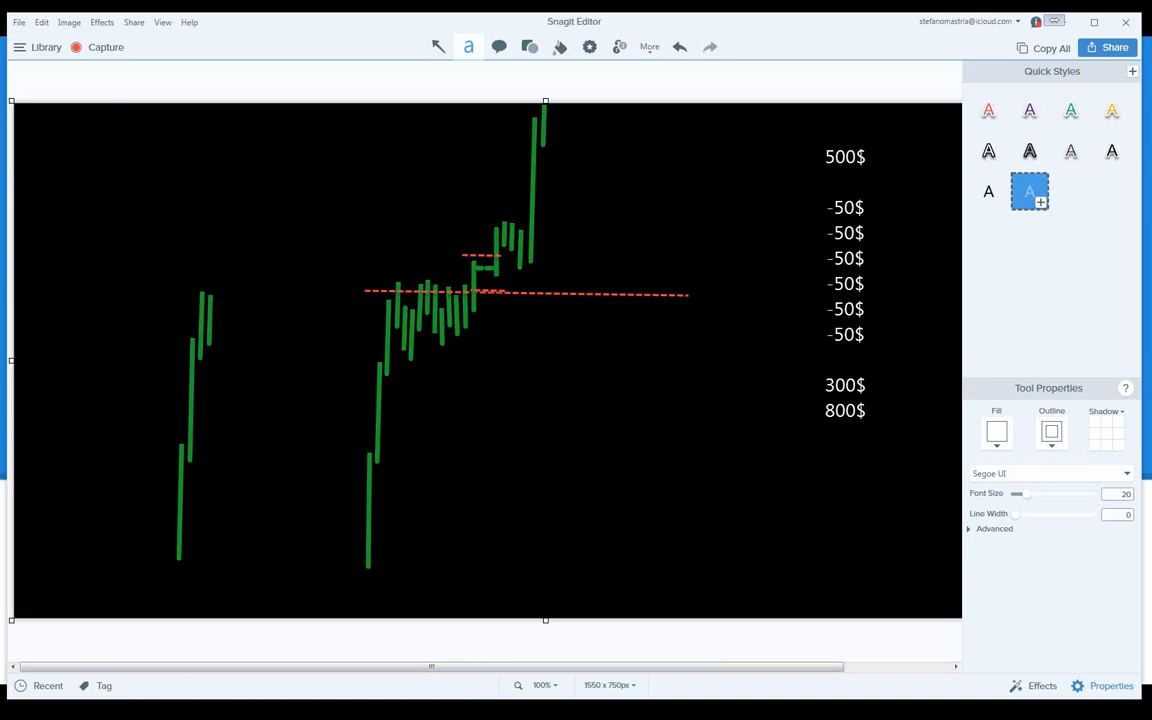 File Edit Image Effects Share View Help
Snagit Editor
stefanomastria@icloud.com
Library
Capture
a
More
Copy All
Share
Quick Styles
A A A A
A A A A
A A
500$
-50$
-50$
-50$
-50$
-50$
-50$
300$
800$
Tool Properties
?
Fill
Outline
Shadow
Segoe UI
Font Size
20
Line Width
0
Advanced
Recent
Tag
100%
1550 x 750px
Effects
Properties